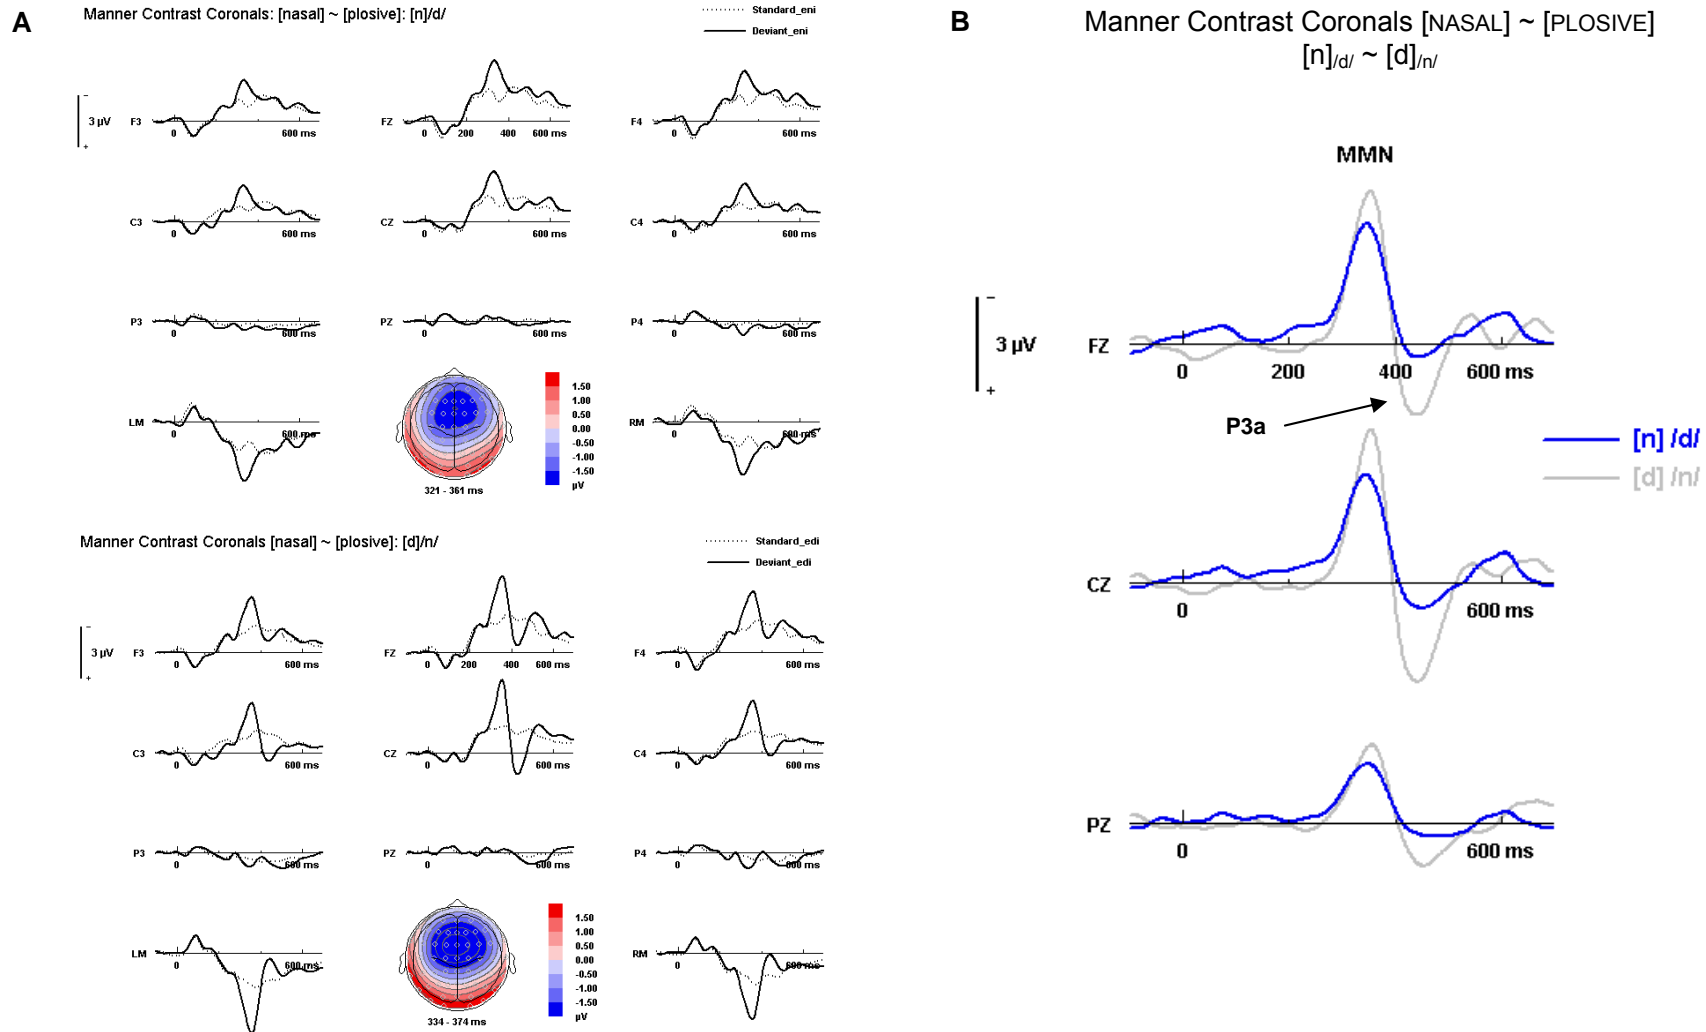 A
Manner Contrast Coronals: [nasal] ~ [plosive]: [n]/d/
Standard_eni
Deviant_eni
−
3 µV
+
F3
0
600 ms
FZ
0
200
400
600 ms
F4
0
600 ms
C3
0
600 ms
CZ
0
600 ms
C4
0
600 ms
P3
0
600 ms
PZ
0
600 ms
P4
0
600 ms
LM
0
600 ms
1.50
1.00
0.50
0.00
-0.50
-1.00
-1.50
µV
321 - 361 ms
RM
0
600 ms
Manner Contrast Coronals [nasal] ~ [plosive]: [d]/n/
Standard_edi
Deviant_edi
−
3 µV
+
F3
0
600 ms
FZ
0
200
400
600 ms
F4
0
600 ms
C3
0
600 ms
CZ
0
600 ms
C4
0
600 ms
P3
0
600 ms
PZ
0
600 ms
P4
0
600 ms
LM
0
600 ms
1.50
1.00
0.50
0.00
-0.50
-1.00
-1.50
µV
334 - 374 ms
RM
0
600 ms
B
Manner Contrast Coronals [NASAL] ~ [PLOSIVE]
[n]/d/ ~ [d]/n/
MMN
−
3 µV
+
FZ
0
200
400
600 ms
P3a
[n] /d/
[d] /n/
CZ
0
600 ms
PZ
0
600 ms